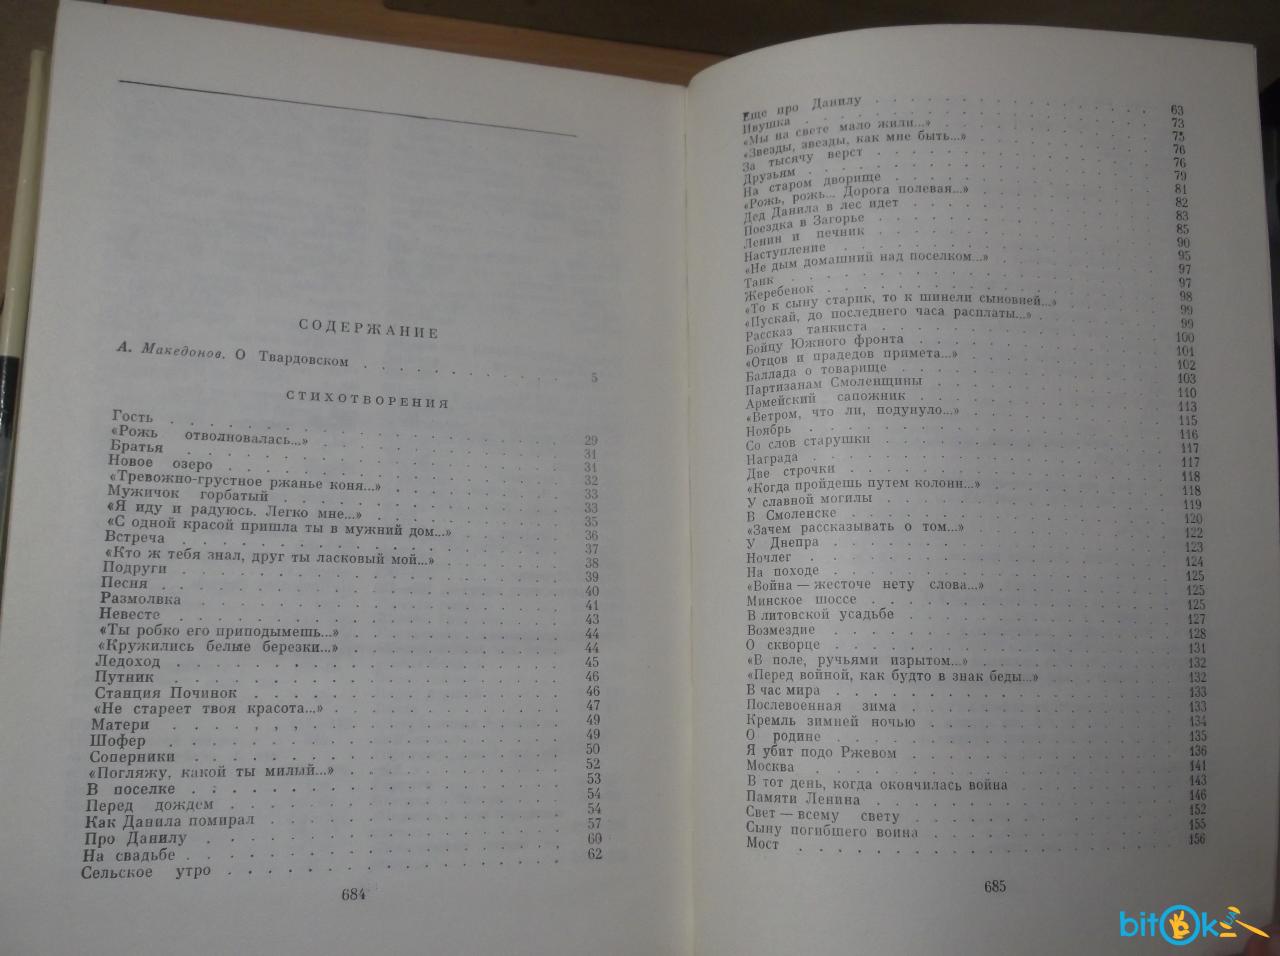 СОДЕРЖАНИЕ
А. Македонов. О Твардовском . . . . . . . . . . . 5
СТИХОТВОРЕНИЯ
Гость . . . . . . . . . . . 29
«Рожь отволновалась...» . . . . . . . . . . . 31
Братья . . . . . . . . . . . 31
Новое озеро . . . . . . . . . . . 32
«Тревожно-грустное ржанье коня...» . . . . . . . . . . . 33
Мужичок горбатый . . . . . . . . . . . 33
«Я иду и радуюсь. Легко мне...» . . . . . . . . . . . 35
«С одной красой пришла ты в мужний дом...» . . . . . . . 36
Встреча . . . . . . . . . . . 37
«Кто ж тебя знал, друг ты ласковый мой...» . . . . . . . 38
Подруги . . . . . . . . . . . 39
Песня . . . . . . . . . . . 40
Размолвка . . . . . . . . . . . 41
Невесте . . . . . . . . . . . 43
«Ты робко его приподымешь...» . . . . . . . . . . . 44
«Кружились белые березки...» . . . . . . . . . . . 44
Ледоход . . . . . . . . . . . 45
Путник . . . . . . . . . . . 46
Станция Починок . . . . . . . . . . . 46
«Не стареет твоя красота...» . . . . . . . . . . . 47
Матери . . . . . . . . . . . 49
Шофер . . . . . . . . . . . 49
Соперники . . . . . . . . . . . 50
«Погляжу, какой ты милый...» . . . . . . . . . . . 52
В поселке . . . . . . . . . . . 53
Перед дождем . . . . . . . . . . . 54
Как Данила помирал . . . . . . . . . . . 54
Про Данилу . . . . . . . . . . . 57
На свадьбе . . . . . . . . . . . 60
Сельское утро . . . . . . . . . . . 62
684
Еще про Данилу . . . . . . . . . . . 63
Ивушка . . . . . . . . . . . 73
«Мы на свете мало жили...» . . . . . . . . . . . 75
«Звезды, звезды, как мне быть...» . . . . . . . . . . . 76
За тысячу верст . . . . . . . . . . . 76
Друзьям . . . . . . . . . . . 79
На старом дворище . . . . . . . . . . . 81
«Рожь, рожь... Дорога полевая...» . . . . . . . . . . . 82
Дед Данила в лес идет . . . . . . . . . . . 83
Поездка в Загорье . . . . . . . . . . . 85
Ленин и печник . . . . . . . . . . . 90
Наступление . . . . . . . . . . . 95
«Не дым домашний над поселком...» . . . . . . . . . . . 97
Танк . . . . . . . . . . . 97
Жеребенок . . . . . . . . . . . 98
«То к сыну старик, то к шинели сыновней...» . . . . . . . 99
«Пускай, до последнего часа расплаты...» . . . . . . . 99
Рассказ танкиста . . . . . . . . . . . 100
Бойцу Южного фронта . . . . . . . . . . . 101
«Отцов и прадедов примета...» . . . . . . . . . . . 102
Баллада о товарище . . . . . . . . . . . 103
Партизанам Смоленщины . . . . . . . . . . . 110
Армейский сапожник . . . . . . . . . . . 113
«Ветром, что ли, подунуло...» . . . . . . . . . . . 115
Ноябрь . . . . . . . . . . . 116
Со слов старушки . . . . . . . . . . . 117
Награда . . . . . . . . . . . 117
Две строчки . . . . . . . . . . . 118
«Когда пройдешь путем колонн...» . . . . . . . . . . . 118
У славной могилы . . . . . . . . . . . 119
В Смоленске . . . . . . . . . . . 120
«Зачем рассказывать о том...» . . . . . . . . . . . 122
У Днепра . . . . . . . . . . . 123
Ночлег . . . . . . . . . . . 124
На походе . . . . . . . . . . . 125
«Война — жесточе нету слова...» . . . . . . . . . . . 125
Минское шоссе . . . . . . . . . . . 125
В литовской усадьбе . . . . . . . . . . . 127
Возмездие . . . . . . . . . . . 128
О скворце . . . . . . . . . . . 131
«В поле, ручьями изрытом...» . . . . . . . . . . . 132
«Перед войной, как будто в знак беды...» . . . . . . . 132
В час мира . . . . . . . . . . . 133
Послевоенная зима . . . . . . . . . . . 133
Кремль зимней ночью . . . . . . . . . . . 134
О родине . . . . . . . . . . . 135
Я убит подо Ржевом . . . . . . . . . . . 136
Москва . . . . . . . . . . . 141
В тот день, когда окончилась война . . . . . . . 143
Памяти Ленина . . . . . . . . . . . 146
Свет — всему свету . . . . . . . . . . . 152
Сыну погибшего воина . . . . . . . . . . . 155
Мост . . . . . . . . . . . 156
685
bitok